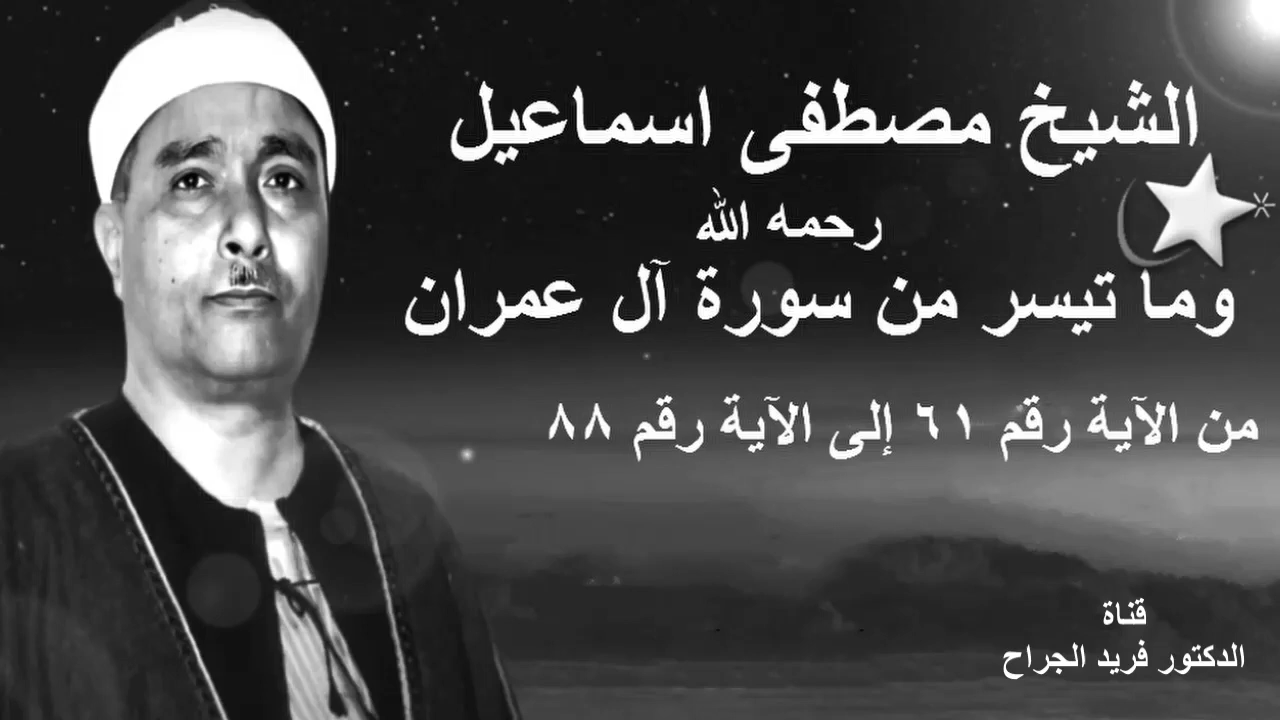 الشيخ مصطفى اسماعيل
رحمه الله
وما تيسر من سورة آل عمران
من الآية رقم ٦١ إلى الآية رقم ٨٨
قناة
الدكتور فريد الجراح